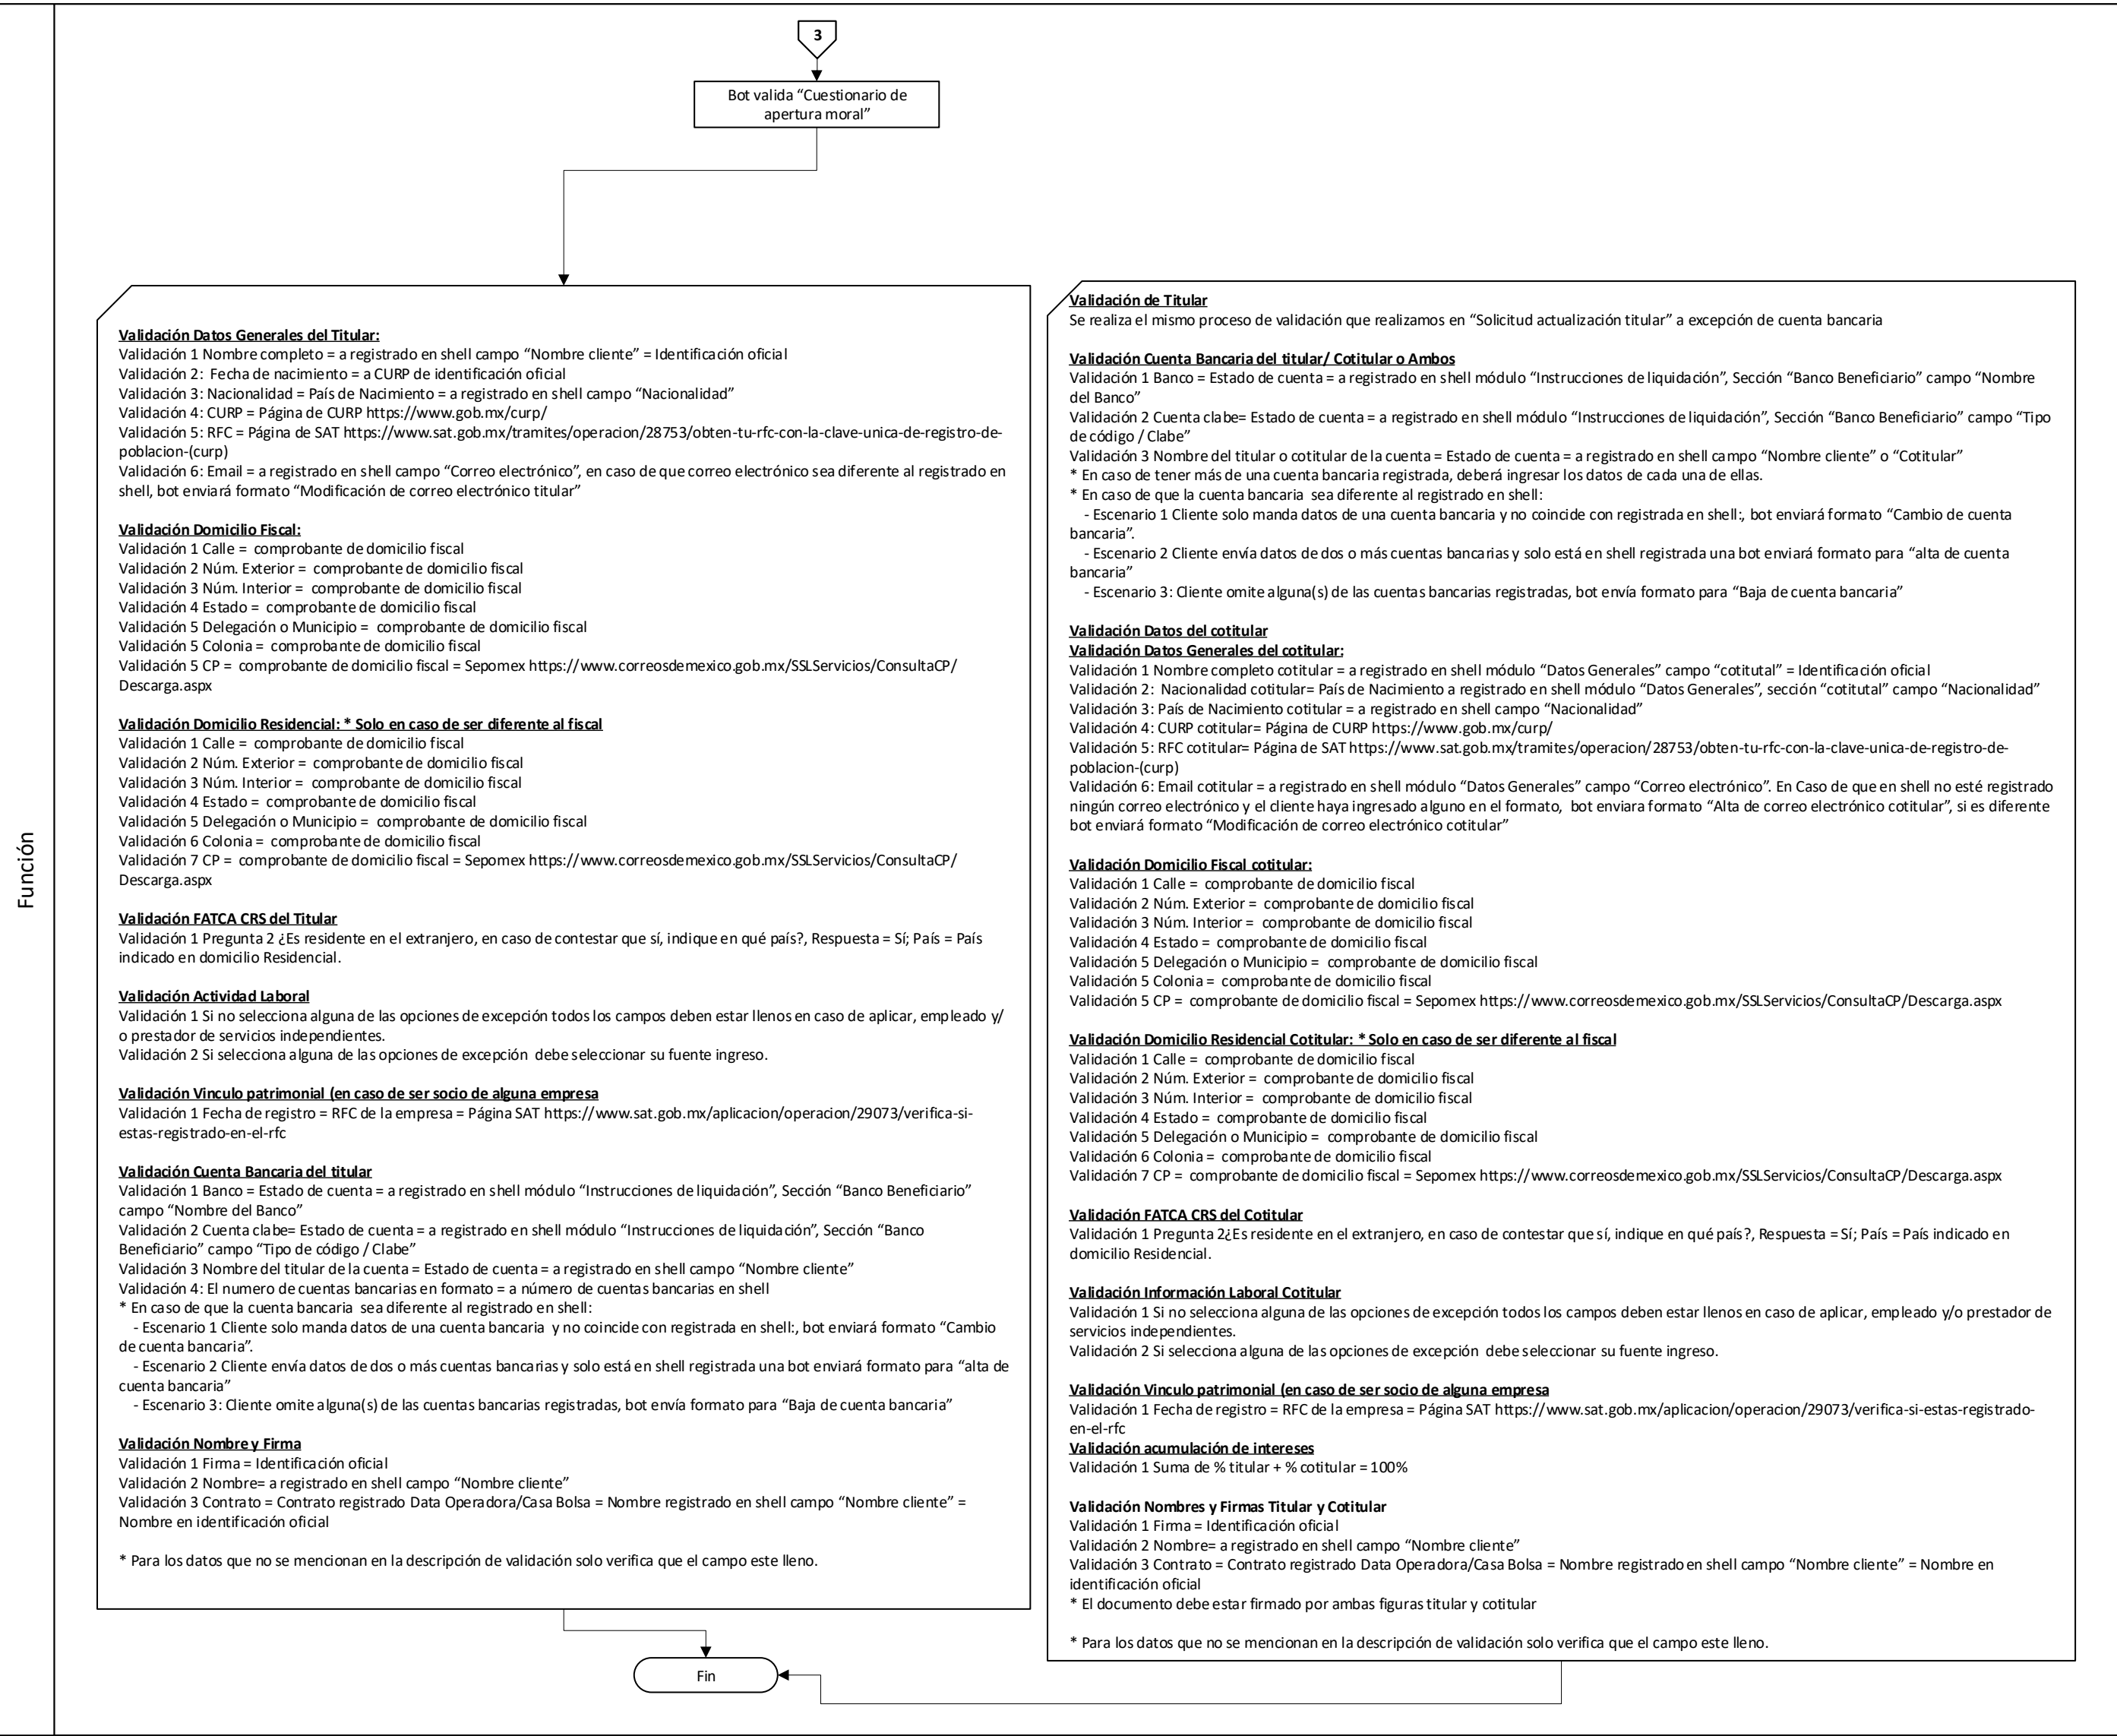 Función
3
Bot valida “Cuestionario de
apertura moral”
Validación Datos Generales del Titular:
Validación 1 Nombre completo = a registrado en shell campo “Nombre cliente” = Identificación oficial
Validación 2: Fecha de nacimiento = a CURP de identificación oficial
Validación 3: Nacionalidad = País de Nacimiento = a registrado en shell campo “Nacionalidad”
Validación 4: CURP = Página de CURP https://www.gob.mx/curp/
Validación 5: RFC = Página de SAT https://www.sat.gob.mx/tramites/operacion/28753/obten-tu-rfc-con-la-clave-unica-de-registro-de-
poblacion-(curp)
Validación 6: Email = a registrado en shell campo “Correo electrónico”, en caso de que correo electrónico sea diferente al registrado en
shell, bot enviará formato “Modificación de correo electrónico titular”
Validación Domicilio Fiscal:
Validación 1 Calle = comprobante de domicilio fiscal
Validación 2 Núm. Exterior = comprobante de domicilio fiscal
Validación 3 Núm. Interior = comprobante de domicilio fiscal
Validación 4 Estado = comprobante de domicilio fiscal
Validación 5 Delegación o Municipio = comprobante de domicilio fiscal
Validación 5 Colonia = comprobante de domicilio fiscal
Validación 5 CP = comprobante de domicilio fiscal = Sepomex https://www.correosdemexico.gob.mx/SSLServicios/ConsultaCP/
Descarga.aspx
Validación Domicilio Residencial: * Solo en caso de ser diferente al fiscal
Validación 1 Calle = comprobante de domicilio fiscal
Validación 2 Núm. Exterior = comprobante de domicilio fiscal
Validación 3 Núm. Interior = comprobante de domicilio fiscal
Validación 4 Estado = comprobante de domicilio fiscal
Validación 5 Delegación o Municipio = comprobante de domicilio fiscal
Validación 6 Colonia = comprobante de domicilio fiscal
Validación 7 CP = comprobante de domicilio fiscal = Sepomex https://www.correosdemexico.gob.mx/SSLServicios/ConsultaCP/
Descarga.aspx
Validación FATCA CRS del Titular
Validación 1 Pregunta 2 ¿Es residente en el extranjero, en caso de contestar que sí, indique en qué país?, Respuesta = Sí; País = País
indicado en domicilio Residencial.
Validación Actividad Laboral
Validación 1 Si no selecciona alguna de las opciones de excepción todos los campos deben estar llenos en caso de aplicar, empleado y/
o prestador de servicios independientes.
Validación 2 Si selecciona alguna de las opciones de excepción debe seleccionar su fuente ingreso.
Validación Vinculo patrimonial (en caso de ser socio de alguna empresa
Validación 1 Fecha de registro = RFC de la empresa = Página SAT https://www.sat.gob.mx/aplicacion/operacion/29073/verifica-si-
estas-registrado-en-el-rfc
Validación Cuenta Bancaria del titular
Validación 1 Banco = Estado de cuenta = a registrado en shell módulo “Instrucciones de liquidación”, Sección “Banco Beneficiario”
campo “Nombre del Banco”
Validación 2 Cuenta clabe= Estado de cuenta = a registrado en shell módulo “Instrucciones de liquidación”, Sección “Banco
Beneficiario” campo “Tipo de código / Clabe”
Validación 3 Nombre del titular de la cuenta = Estado de cuenta = a registrado en shell campo “Nombre cliente”
Validación 4: El numero de cuentas bancarias en formato = a número de cuentas bancarias en shell
* En caso de que la cuenta bancaria sea diferente al registrado en shell:
- Escenario 1 Cliente solo manda datos de una cuenta bancaria y no coincide con registrada en shell:, bot enviará formato “Cambio
de cuenta bancaria”.
- Escenario 2 Cliente envía datos de dos o más cuentas bancarias y solo está en shell registrada una bot enviará formato para “alta de
cuenta bancaria”
- Escenario 3: Cliente omite alguna(s) de las cuentas bancarias registradas, bot envía formato para “Baja de cuenta bancaria”
Validación Nombre y Firma
Validación 1 Firma = Identificación oficial
Validación 2 Nombre= a registrado en shell campo “Nombre cliente”
Validación 3 Contrato = Contrato registrado Data Operadora/Casa Bolsa = Nombre registrado en shell campo “Nombre cliente” =
Nombre en identificación oficial
* Para los datos que no se mencionan en la descripción de validación solo verifica que el campo este lleno.
Validación de Titular
Se realiza el mismo proceso de validación que realizamos en “Solicitud actualización titular” a excepción de cuenta bancaria
Validación Cuenta Bancaria del titular/ Cotitular o Ambos
Validación 1 Banco = Estado de cuenta = a registrado en shell módulo “Instrucciones de liquidación”, Sección “Banco Beneficiario” campo “Nombre
del Banco”
Validación 2 Cuenta clabe= Estado de cuenta = a registrado en shell módulo “Instrucciones de liquidación”, Sección “Banco Beneficiario” campo “Tipo
de código / Clabe”
Validación 3 Nombre del titular o cotitular de la cuenta = Estado de cuenta = a registrado en shell campo “Nombre cliente” o “Cotitular”
* En caso de tener más de una cuenta bancaria registrada, deberá ingresar los datos de cada una de ellas.
* En caso de que la cuenta bancaria sea diferente al registrado en shell:
- Escenario 1 Cliente solo manda datos de una cuenta bancaria y no coincide con registrada en shell:, bot enviará formato “Cambio de cuenta
bancaria”.
- Escenario 2 Cliente envía datos de dos o más cuentas bancarias y solo está en shell registrada una bot enviará formato para “alta de cuenta
bancaria”
- Escenario 3: Cliente omite alguna(s) de las cuentas bancarias registradas, bot envía formato para “Baja de cuenta bancaria”
Validación Datos del cotitular
Validación Datos Generales del cotitular:
Validación 1 Nombre completo cotitular = a registrado en shell módulo “Datos Generales” campo “cotitutal” = Identificación oficial
Validación 2: Nacionalidad cotitular= País de Nacimiento a registrado en shell módulo “Datos Generales”, sección “cotitutal” campo “Nacionalidad”
Validación 3: País de Nacimiento cotitular = a registrado en shell campo “Nacionalidad”
Validación 4: CURP cotitular= Página de CURP https://www.gob.mx/curp/
Validación 5: RFC cotitular= Página de SAT https://www.sat.gob.mx/tramites/operacion/28753/obten-tu-rfc-con-la-clave-unica-de-registro-de-
poblacion-(curp)
Validación 6: Email cotitular = a registrado en shell módulo “Datos Generales” campo “Correo electrónico”. En Caso de que en shell no esté registrado
ningún correo electrónico y el cliente haya ingresado alguno en el formato, bot enviara formato “Alta de correo electrónico cotitular”, si es diferente
bot enviará formato “Modificación de correo electrónico cotitular”
Validación Domicilio Fiscal cotitular:
Validación 1 Calle = comprobante de domicilio fiscal
Validación 2 Núm. Exterior = comprobante de domicilio fiscal
Validación 3 Núm. Interior = comprobante de domicilio fiscal
Validación 4 Estado = comprobante de domicilio fiscal
Validación 5 Delegación o Municipio = comprobante de domicilio fiscal
Validación 5 Colonia = comprobante de domicilio fiscal
Validación 5 CP = comprobante de domicilio fiscal = Sepomex https://www.correosdemexico.gob.mx/SSLServicios/ConsultaCP/Descarga.aspx
Validación Domicilio Residencial Cotitular: * Solo en caso de ser diferente al fiscal
Validación 1 Calle = comprobante de domicilio fiscal
Validación 2 Núm. Exterior = comprobante de domicilio fiscal
Validación 3 Núm. Interior = comprobante de domicilio fiscal
Validación 4 Estado = comprobante de domicilio fiscal
Validación 5 Delegación o Municipio = comprobante de domicilio fiscal
Validación 6 Colonia = comprobante de domicilio fiscal
Validación 7 CP = comprobante de domicilio fiscal = Sepomex https://www.correosdemexico.gob.mx/SSLServicios/ConsultaCP/Descarga.aspx
Validación FATCA CRS del Cotitular
Validación 1 Pregunta 2¿Es residente en el extranjero, en caso de contestar que sí, indique en qué país?, Respuesta = Sí; País = País indicado en
domicilio Residencial.
Validación Información Laboral Cotitular
Validación 1 Si no selecciona alguna de las opciones de excepción todos los campos deben estar llenos en caso de aplicar, empleado y/o prestador de
servicios independientes.
Validación 2 Si selecciona alguna de las opciones de excepción debe seleccionar su fuente ingreso.
Validación Vinculo patrimonial (en caso de ser socio de alguna empresa
Validación 1 Fecha de registro = RFC de la empresa = Página SAT https://www.sat.gob.mx/aplicacion/operacion/29073/verifica-si-estas-registrado-
en-el-rfc
Validación acumulación de intereses
Validación 1 Suma de % titular + % cotitular = 100%
Validación Nombres y Firmas Titular y Cotitular
Validación 1 Firma = Identificación oficial
Validación 2 Nombre= a registrado en shell campo “Nombre cliente”
Validación 3 Contrato = Contrato registrado Data Operadora/Casa Bolsa = Nombre registrado en shell campo “Nombre cliente” = Nombre en
identificación oficial
* El documento debe estar firmado por ambas figuras titular y cotitular
* Para los datos que no se mencionan en la descripción de validación solo verifica que el campo este lleno.
Fin